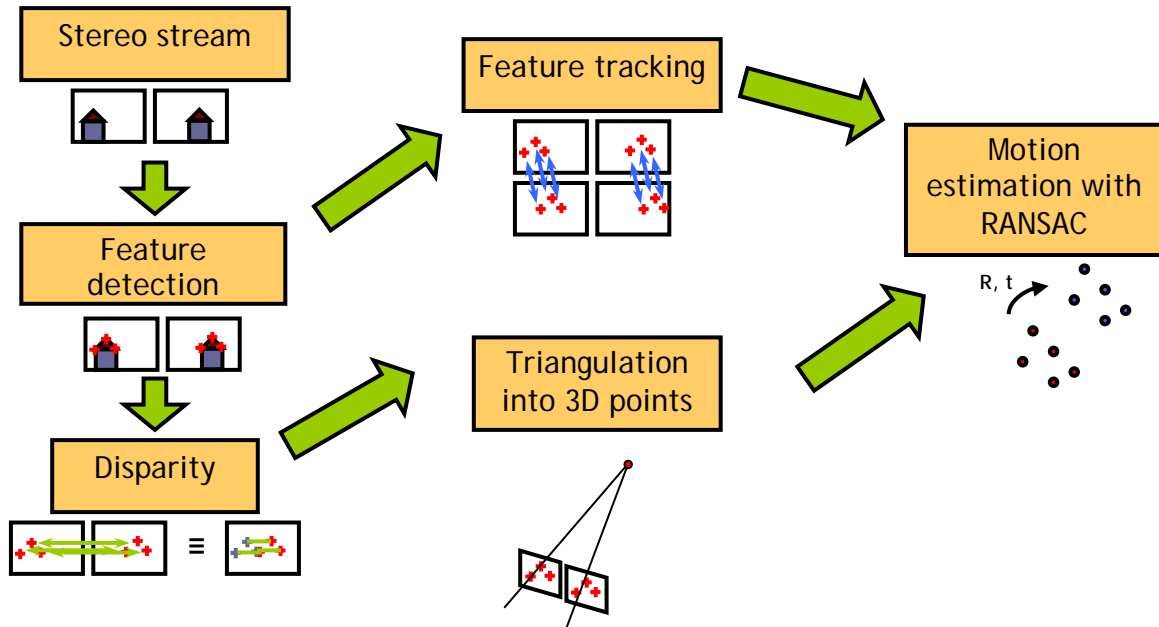 Stereo stream
Feature
detection
Disparity
≡
Feature tracking
Triangulation
into 3D points
Motion
estimation with
RANSAC
R, t